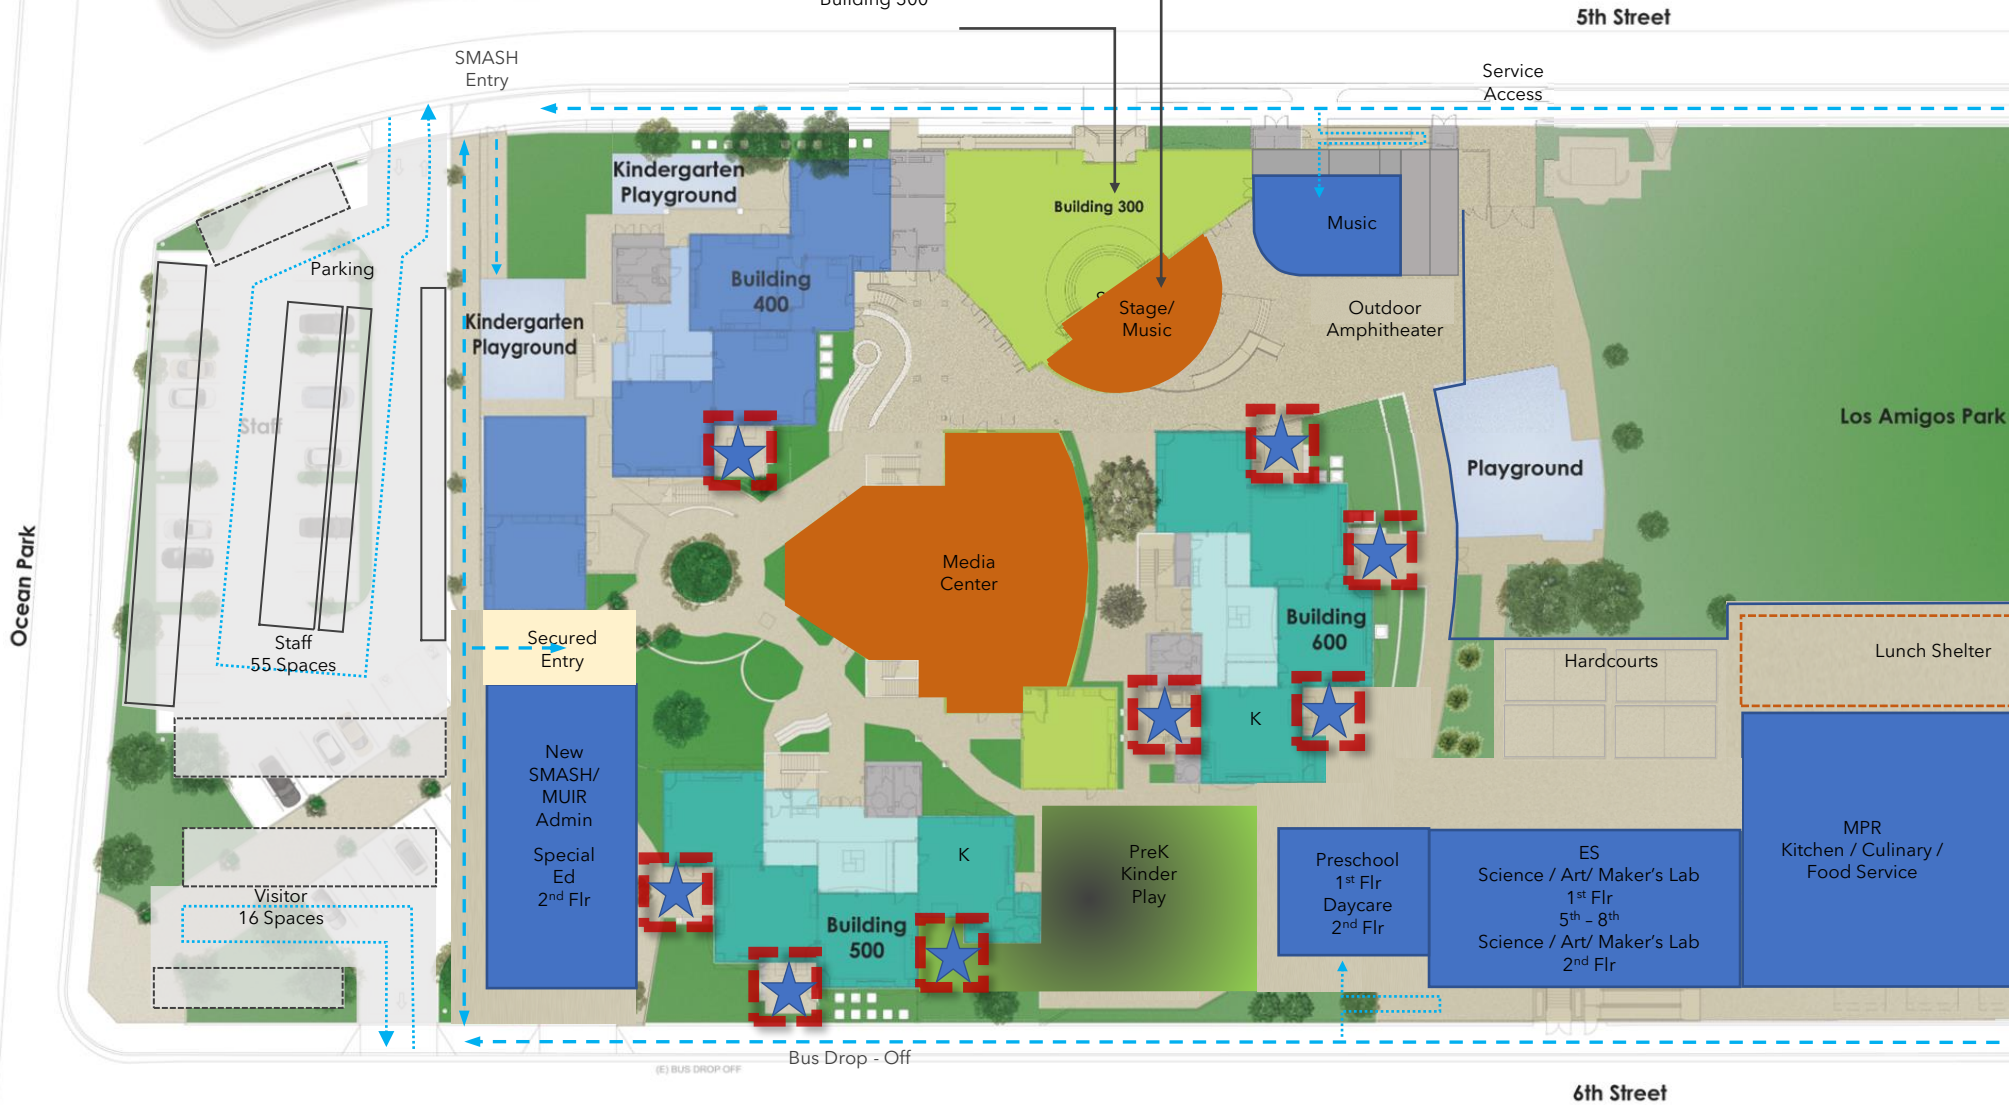 Building 300
5th Street
SMASH
Entry
Service
Access
Kindergarten
Playground
Building 300
Music
Parking
Building
400
Stage/
Music
Outdoor
Amphitheater
Kindergarten
Playground
Staff
Los Amigos Park
Playground
Ocean Park
Media
Center
Building
600
Secured
Entry
Staff
55 Spaces
Hardcourts
Lunch Shelter
K
New
SMASH/
MUIR
Admin
Special
Ed
2nd Flr
K
PreK
Kinder
Play
Preschool
1st Flr
Daycare
2nd Flr
ES
Science / Art/ Maker's Lab
1st Flr
5th – 8th
Science / Art/ Maker's Lab
2nd Flr
MPR
Kitchen / Culinary /
Food Service
Visitor
16 Spaces
Building
500
Bus Drop - Off
(E) BUS DROP OFF
6th Street